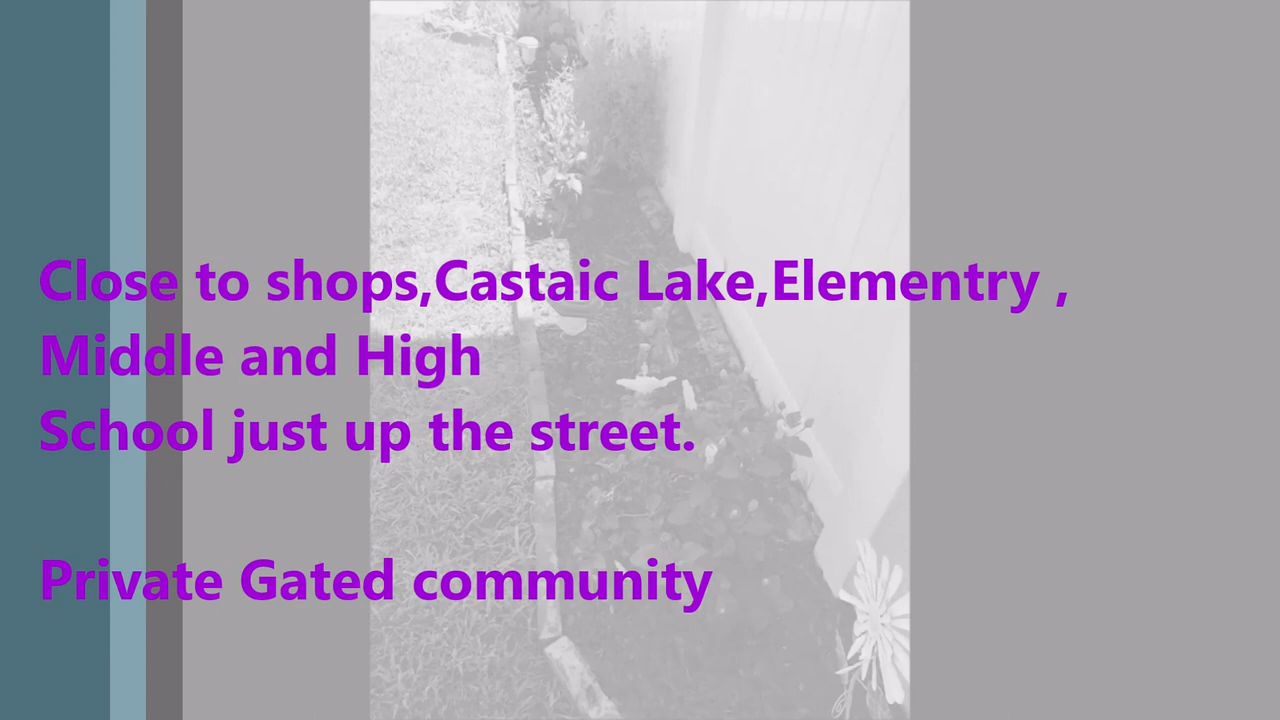 Close to shops,Castaic Lake,Elementry ,
Middle and High
School just up the street.
Private Gated community